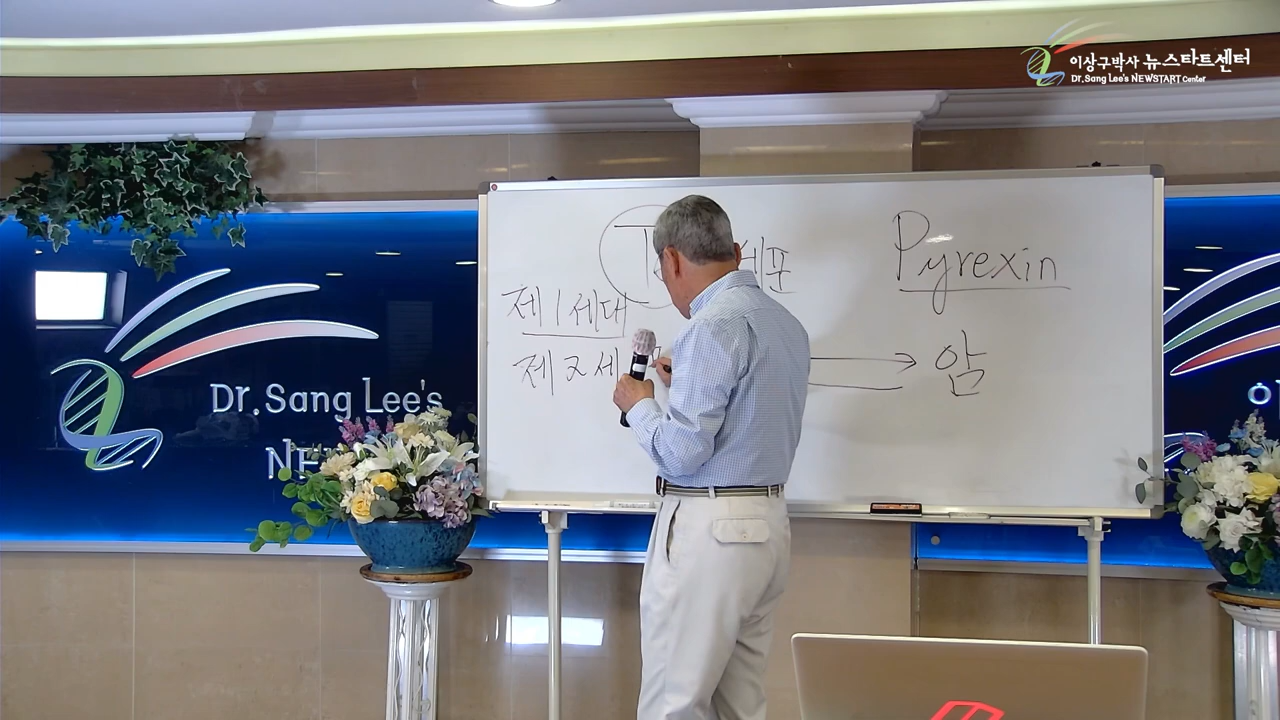 이상구박사 뉴스타트센터
Dr. Sang Lee's NEWSTART Center
T 세포
Pyrexin
제1세대
제2세
암
Dr.Sang Lee's